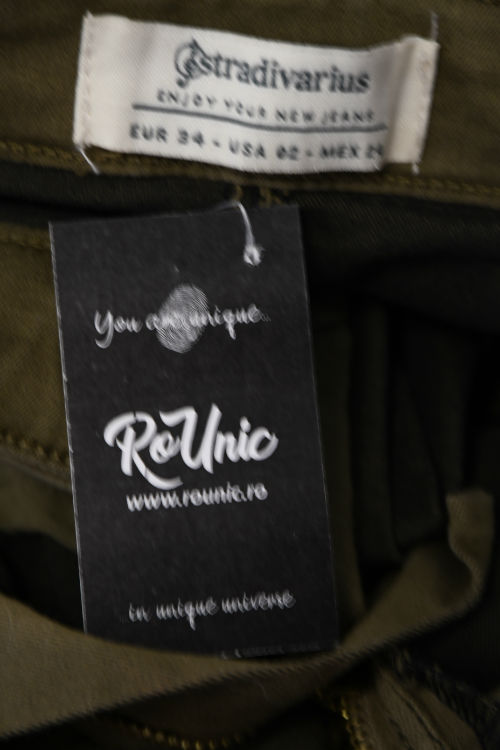 stradivarius
ENJOY YOUR NEW JEANS
EUR 34 - USA 02 - MEX 24
You are unique...
RoUnic
www.rounic.ro
in unique universe